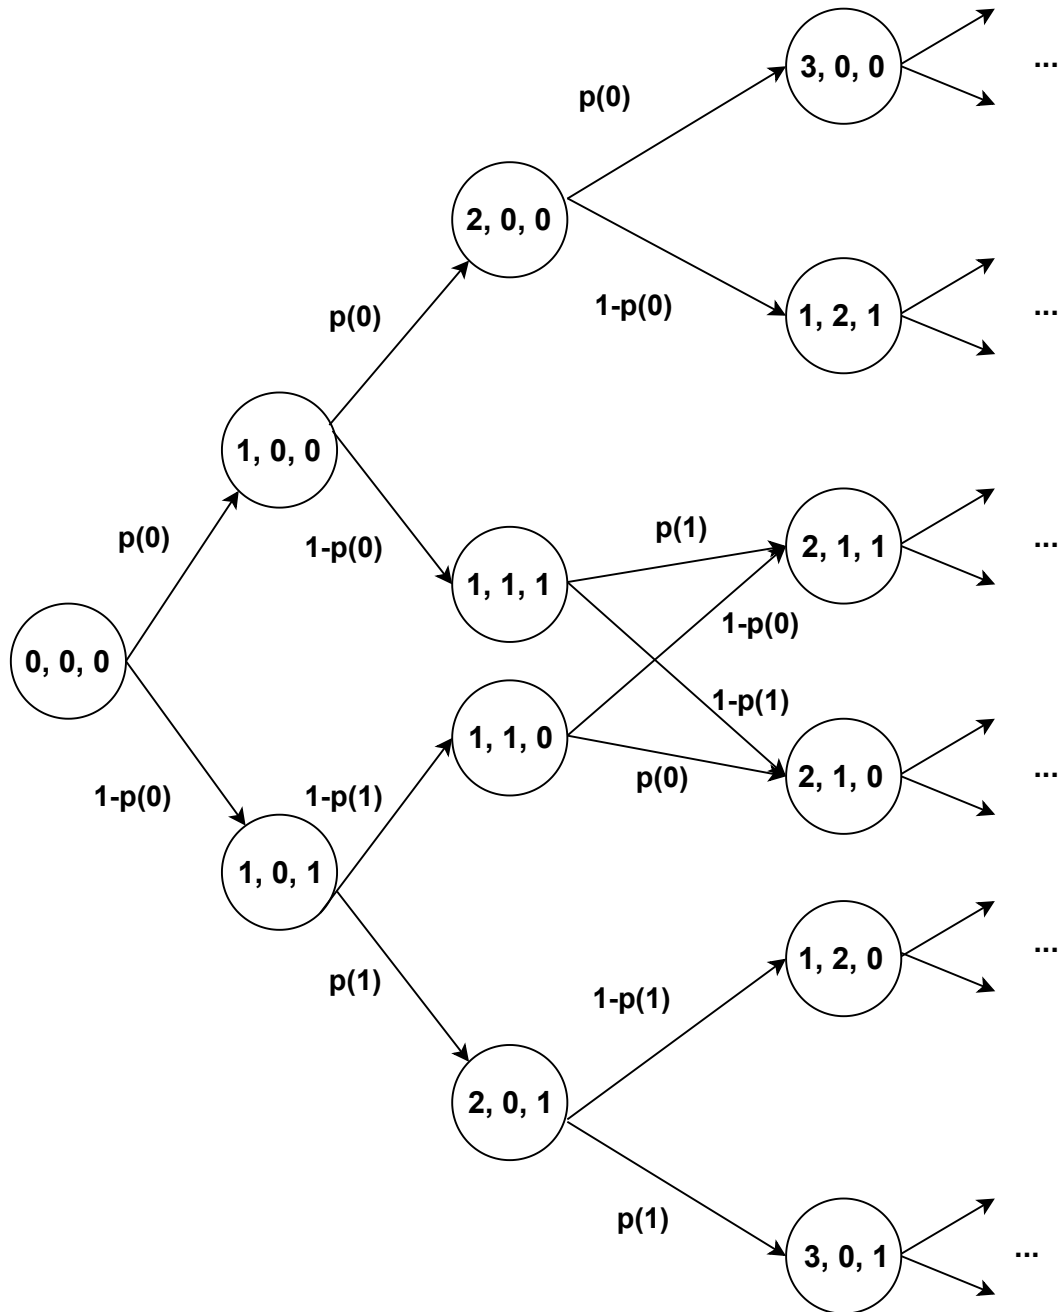 3, 0, 0
...
p(0)
2, 0, 0
1-p(0)
1, 2, 1
...
p(0)
1, 0, 0
p(0)
1-p(0)
p(1)
2, 1, 1
...
1, 1, 1
1-p(0)
0, 0, 0
1-p(1)
1, 1, 0
p(0)
2, 1, 0
...
1-p(0)
1-p(1)
1, 0, 1
p(1)
1-p(1)
1, 2, 0
...
2, 0, 1
p(1)
3, 0, 1
...